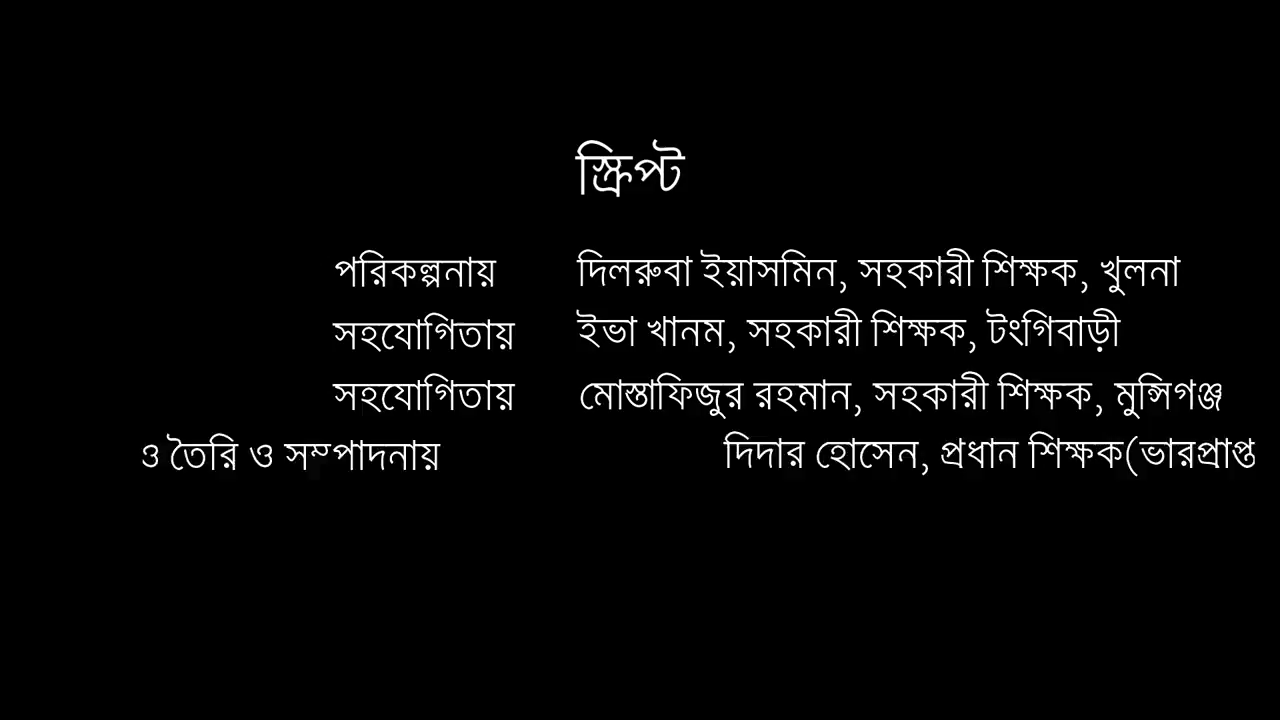 স্ক্রিপ্ট
পরিকল্পনায় দিলরুবা ইয়াসমিন, সহকারী শিক্ষক, খুলনা
সহযোগিতায় ইভা খানম, সহকারী শিক্ষক, টংগিবাড়ী
সহযোগিতায় মোস্তাফিজুর রহমান, সহকারী শিক্ষক, মুন্সিগঞ্জ
ও তৈরি ও সম্পাদনায় দিদার হোসেন, প্রধান শিক্ষক(ভারপ্রাপ্ত